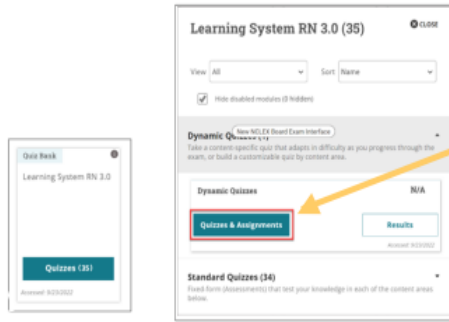 Quiz Bank
Learning System RN 3.0
Quizzes (35)
Accessed: 9/23/2022
Learning System RN 3.0 (35)
CLOSE
View All
Sort Name
Hide disabled modules (0 hidden)
Dynamic
New NCLEX Board Exam Interface
Take a content-specific quiz that adapts in difficulty as you progress through the
exam, or build a customizable quiz by content area.
Dynamic Quizzes N/A
Quizzes & Assignments Results
Accessed: 9/23/2022
Standard Quizzes (34)
Fixed-form (Assessments) that test your knowledge in each of the content areas
below.